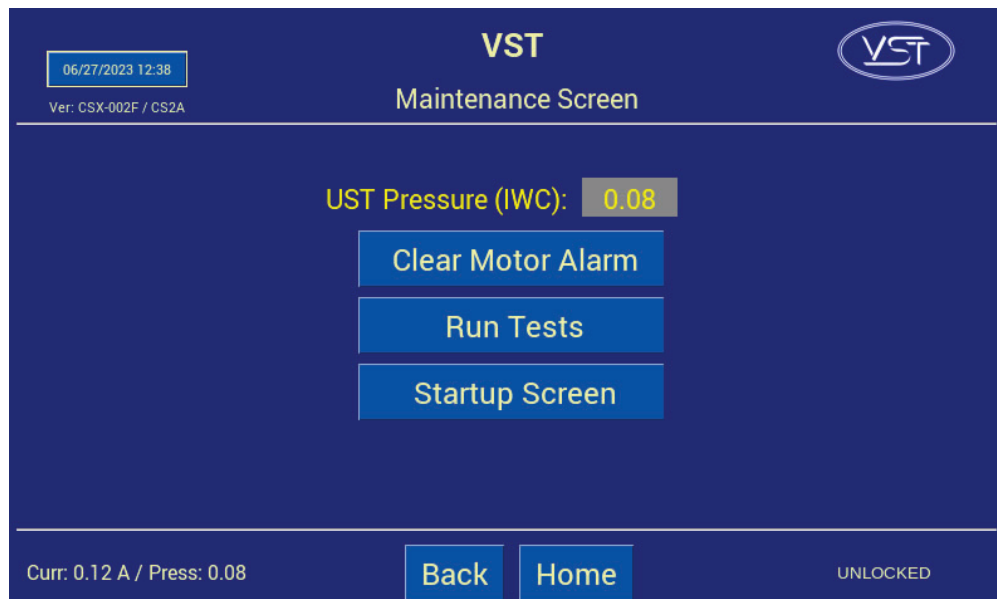 VST
VST
06/27/2023 12:38
Ver: CSX-002F / CS2A
Maintenance Screen
UST Pressure (IWC): 0.08
Clear Motor Alarm
Run Tests
Startup Screen
Curr: 0.12 A / Press: 0.08
Back
Home
UNLOCKED